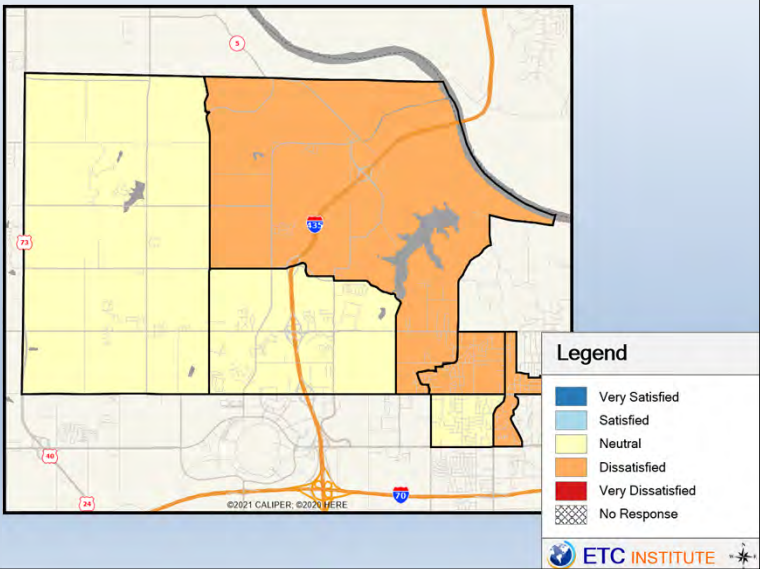 5
435
73
Legend
Very Satisfied
Satisfied
Neutral
Dissatisfied
Very Dissatisfied
No Response
40
24
70
©2021 CALIPER; ©2020 HERE
ETC INSTITUTE